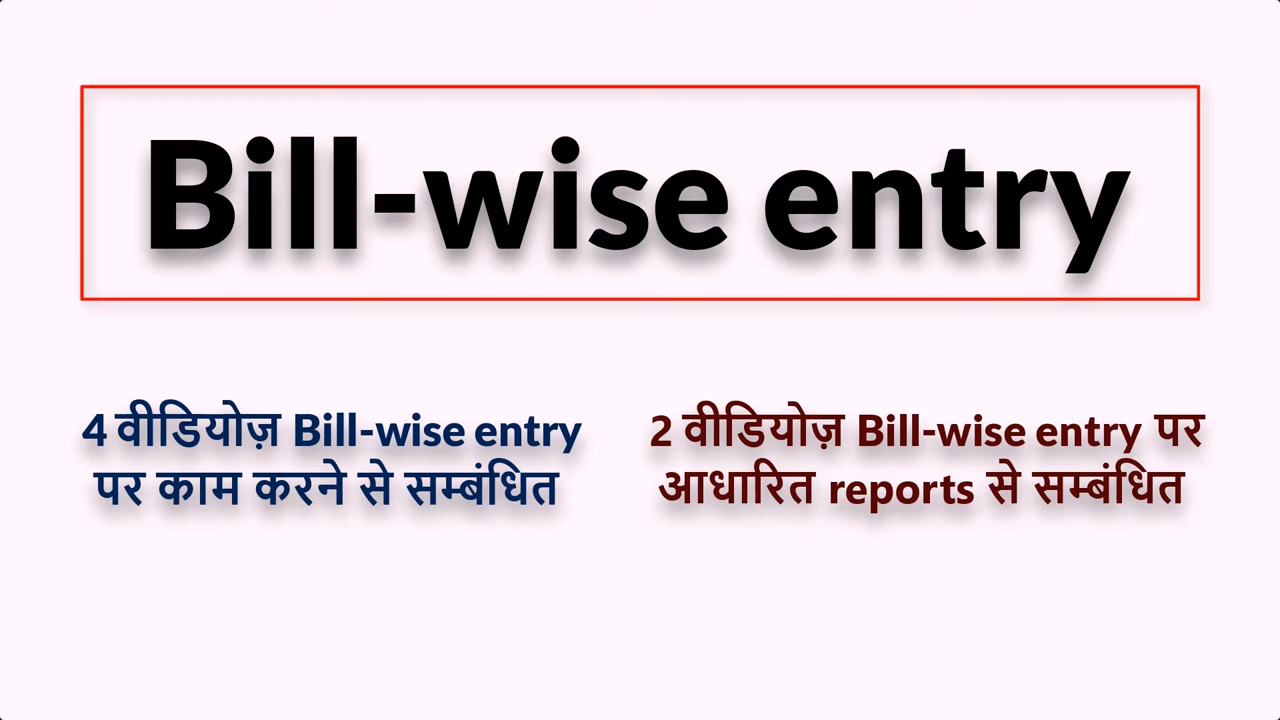 Bill-wise entry
4 वीडियोज़ Bill-wise entry
पर काम करने से सम्बंधित
2 वीडियोज़ Bill-wise entry पर
आधारित reports से सम्बंधित